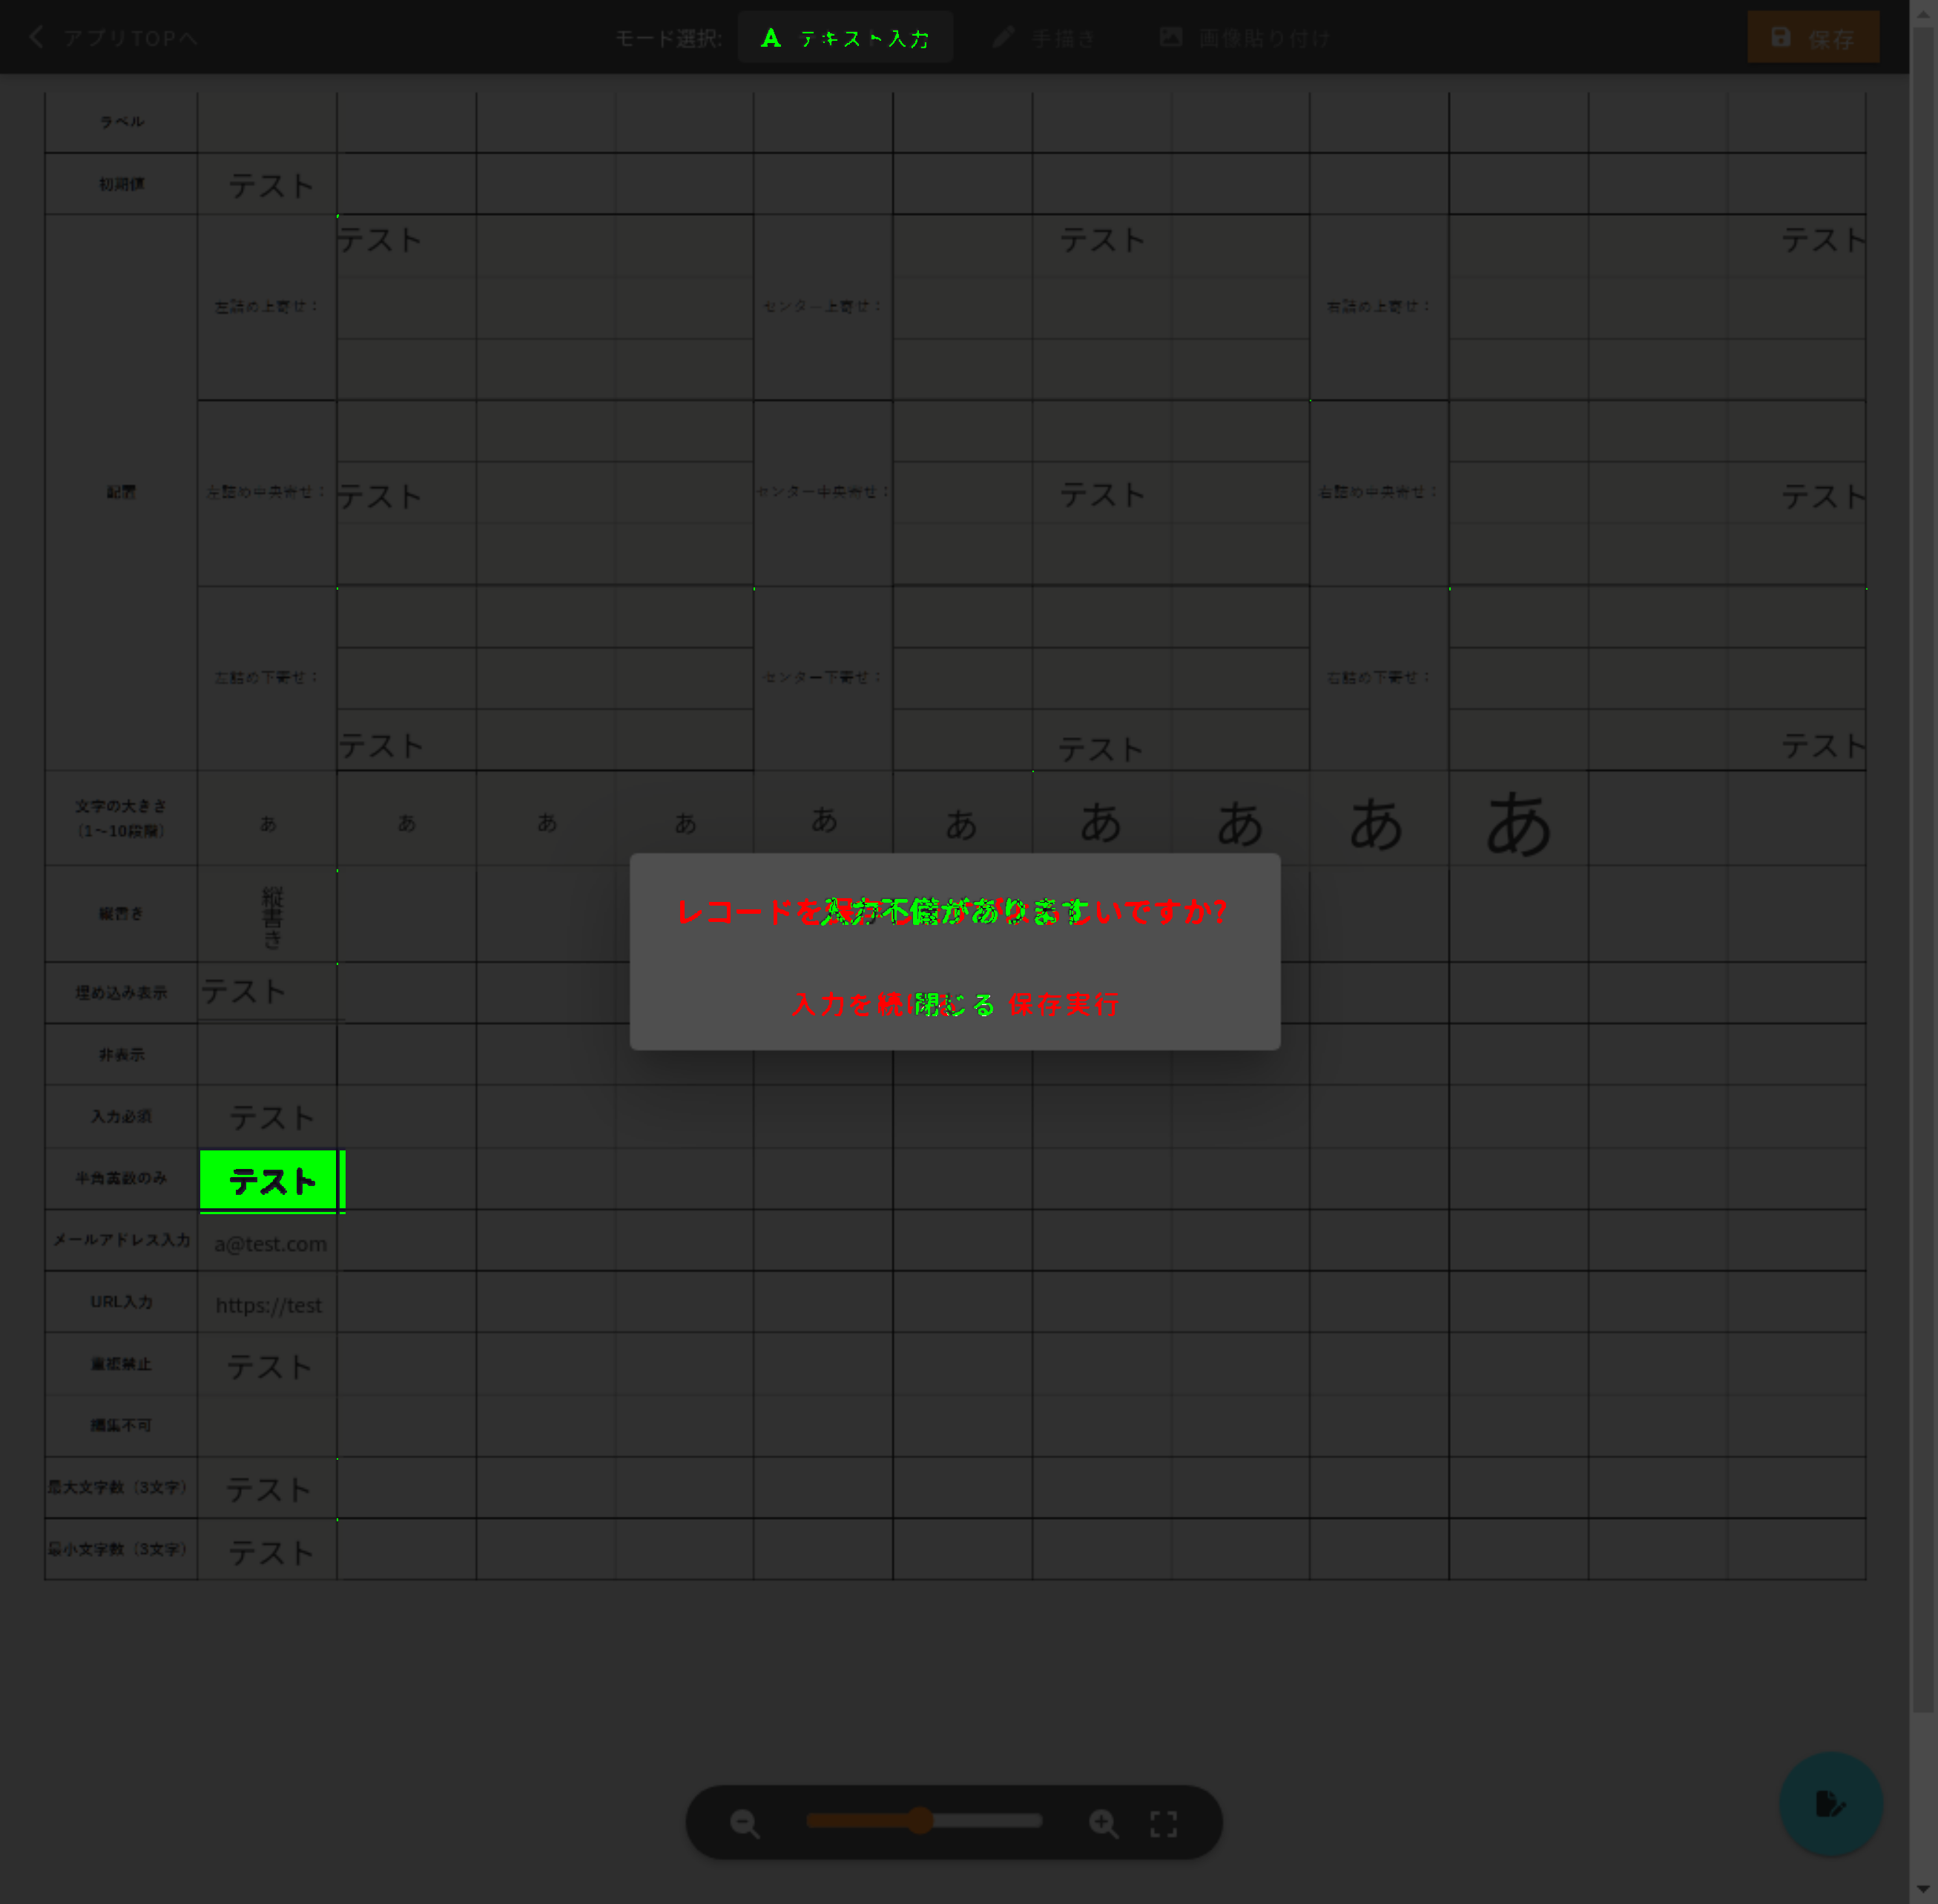 アプリTOPへ
モード選択:
A テキスト入力
手描き
画像貼り付け
保存
ラベル
初期値 テスト
テスト テスト テスト
左詰め上寄せ： センター上寄せ： 右詰め上寄せ：
配置 左詰め中央寄せ： テスト センター中央寄せ： テスト 右詰め中央寄せ： テスト
左詰め下寄せ： センター下寄せ： 右詰め下寄せ：
テスト テスト テスト
文字の大きさ
（1〜10段階）
あ あ あ あ あ あ あ あ あ あ
縦書き 縦書き
埋め込み表示 テスト
レコードを
入力不備があります
いですか?
入力を続
閉じる
保存実行
非表示
入力必須 テスト
半角英数のみ テスト
メールアドレス入力 a@test.com
URL入力 https://test
重複禁止 テスト
編集不可
最大文字数（3文字） テスト
最小文字数（3文字） テスト